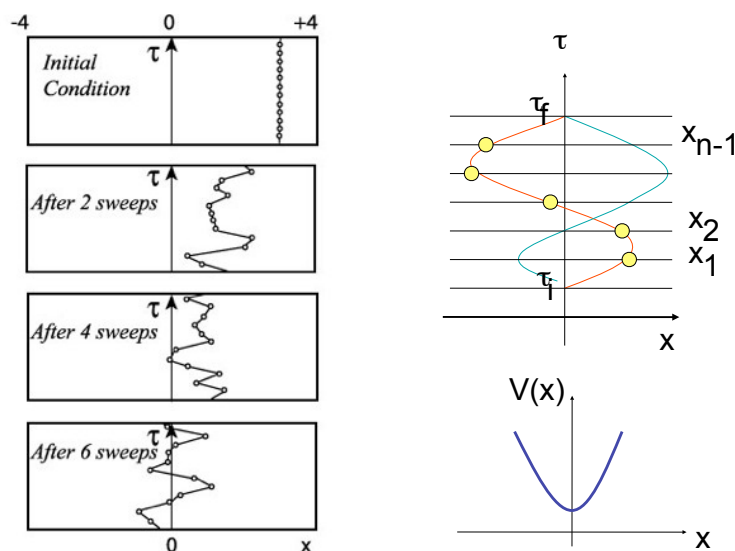 -4 0 +4
τ
Initial
Condition
0
τ
After 2 sweeps
τ
After 4 sweeps
τ
After 6 sweeps
0 x
τ
τf
xn-1
x2
x1
τi
x
V(x)
x